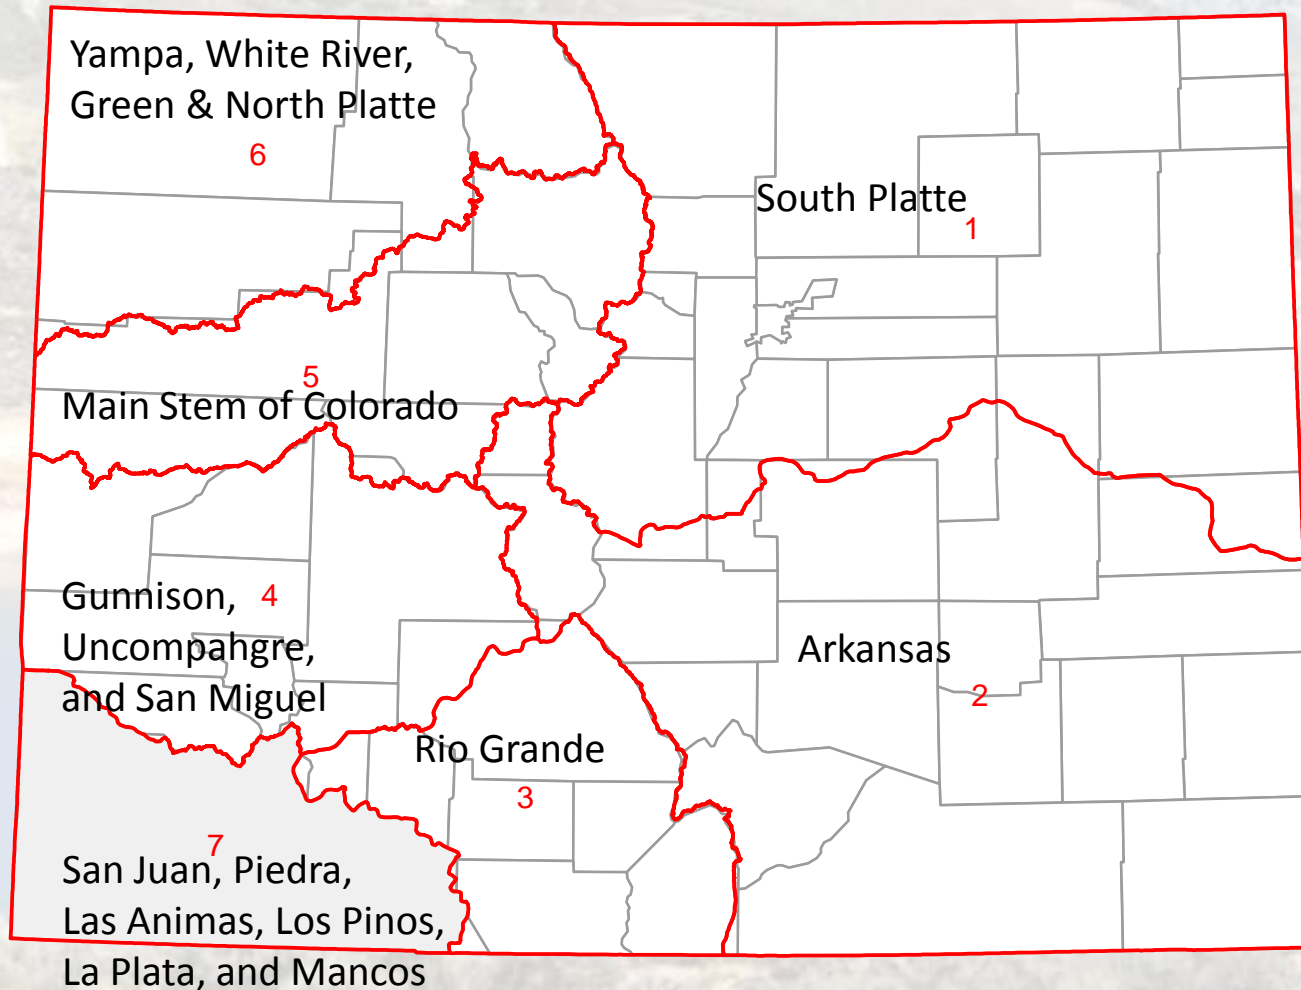 Yampa, White River,
Green & North Platte
6
South Platte
1
5
Main Stem of Colorado
Gunnison, 4
Uncompahgre,
and San Miguel
Arkansas
2
Rio Grande
3
7
San Juan, Piedra,
Las Animas, Los Pinos,
La Plata, and Mancos